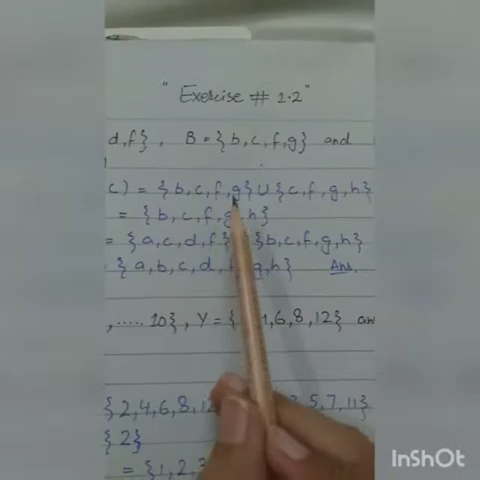 " Exercise # 1.2 "
d,f} , B = {b,c,f,g} and
c) = {b,c,f,g} U {c,f,g,h}
= {b,c,f,g,h}
= {a,c,d,f} {b,c,f,g,h}
{a,b,c,d, g,h} Ans.
, ..... 10} , Y = { 1,6,8,12} an
{2,4,6,8,12 5,7,11}
{2}
= {1,2,3
InShOt